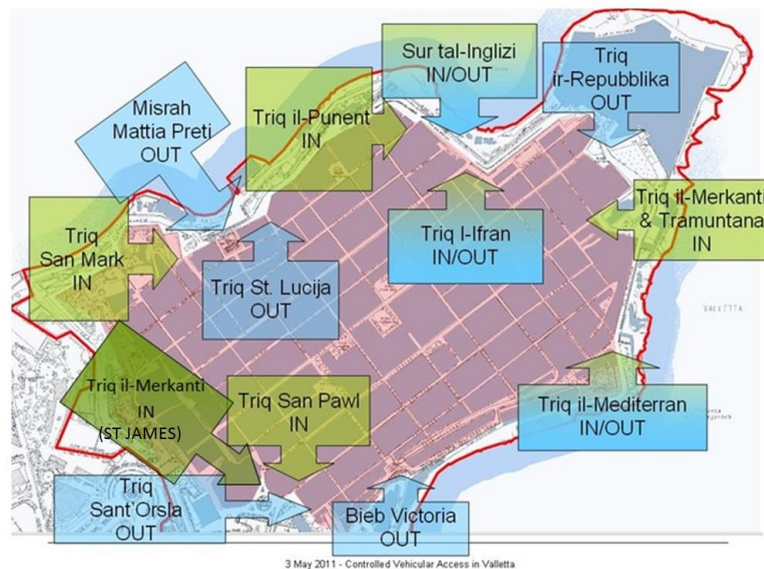 Sur tal-Inglizi
IN/OUT
Triq
ir-Repubblika
OUT
Misrah
Mattia Preti
OUT
Triq il-Punent
IN
Triq il-Merkanti
& Tramuntana
IN
Triq
San Mark
IN
Triq St. Lucija
OUT
Triq l-Ifran
IN/OUT
VALLETTA
Triq il-Merkanti
IN
(ST JAMES)
Triq San Pawl
IN
Triq il-Mediterran
IN/OUT
Triq
Sant'Orsla
OUT
Bieb Victoria
OUT
3 May 2011 - Controlled Vehicular Access in Valletta